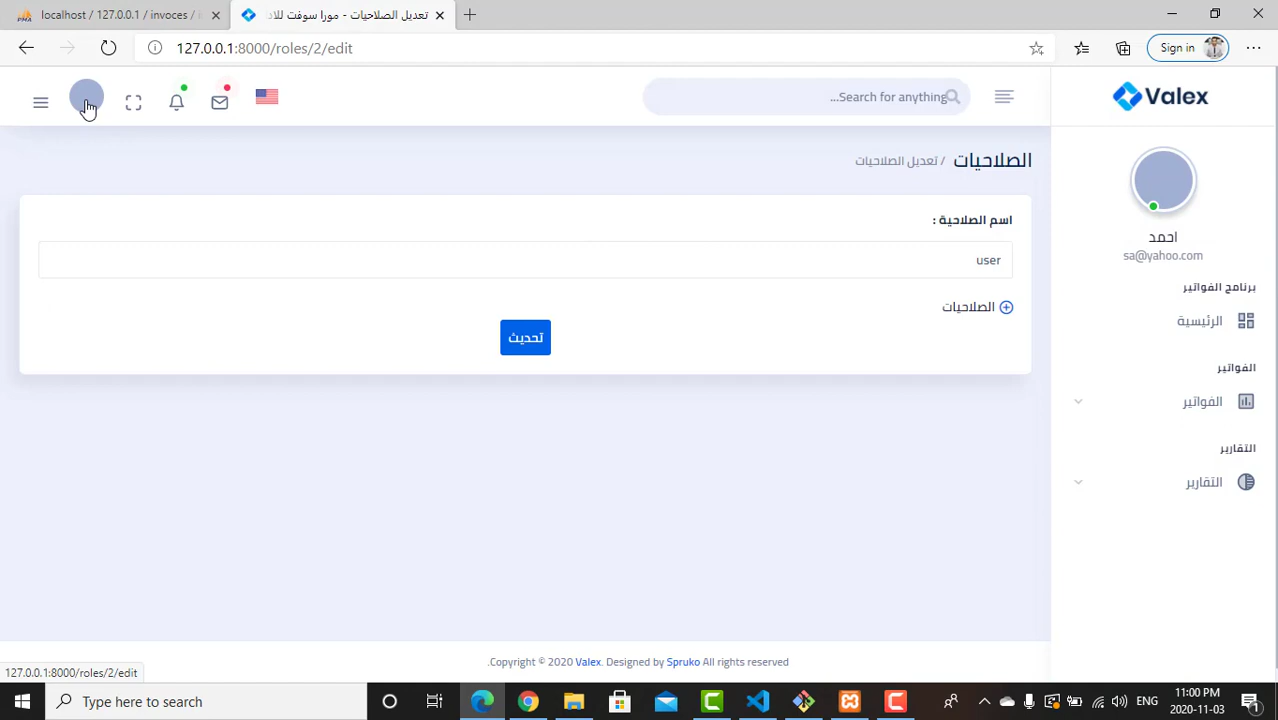 localhost / 127.0.0.1 / invoces / r
تعديل الصلاحيات - مورا سوفت للاد
127.0.0.1:8000/roles/2/edit
Sign in
Search for anything...
Valex
الصلاحيات / تعديل الصلاحيات
احمد
sa@yahoo.com
اسم الصلاحية :
user
الصلاحيات
تحديث
برنامج الفواتير
الرئيسية
الفواتير
الفواتير
التقارير
التقارير
Copyright © 2020 Valex. Designed by Spruko All rights reserved.
127.0.0.1:8000/roles/2/edit
Type here to search
ENG
11:00 PM
2020-11-03
1